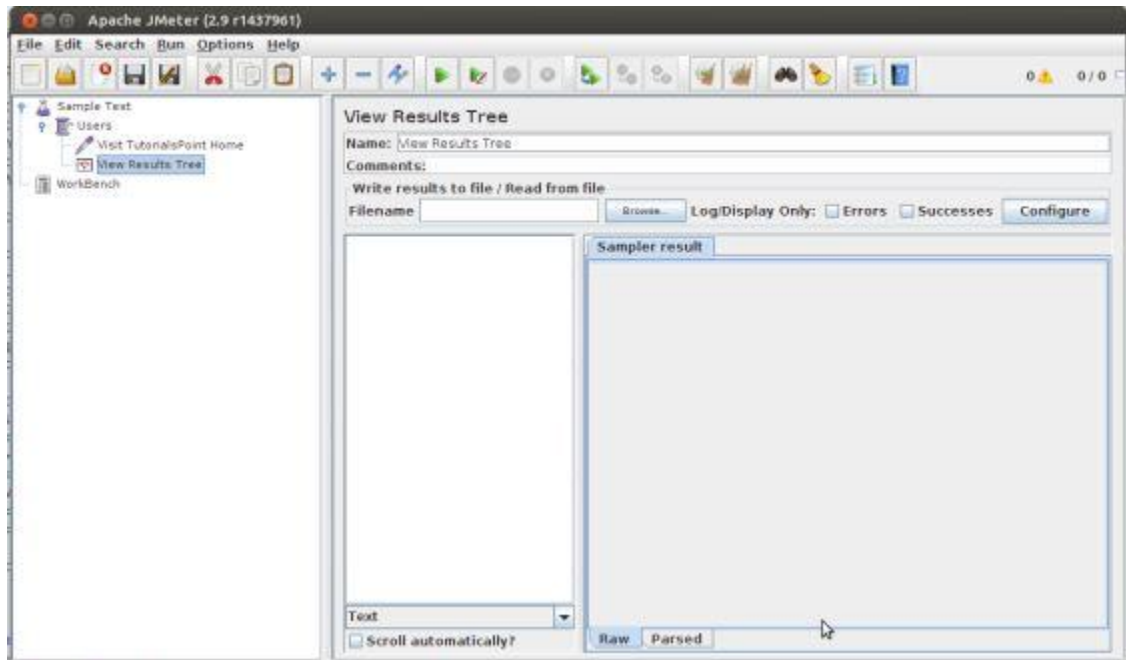 Apache JMeter (2.9 r1437961)
File Edit Search Run Options Help
0 0 / 0
Sample Text
Users
Visit TutorialsPoint Home
View Results Tree
WorkBench
View Results Tree
Name: View Results Tree
Comments:
Write results to file / Read from file
Filename Browse... Log/Display Only: Errors Successes Configure
Sampler result
Text
Scroll automatically?
Raw Parsed